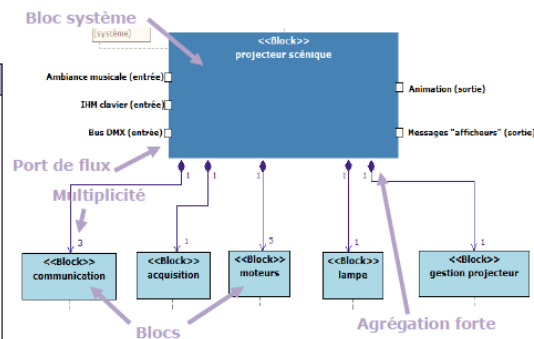 Bloc système
(système)
<<Block>>
projecteur scénique
Ambiance musicale (entrée)
IHM clavier (entrée)
Bus DMX (entrée)
Animation (sortie)
Messages "afficheurs" (sortie)
Port de flux
Multiplicité
1
1
1
1
1
3
1
5
1
1
<<Block>>
communication
<<Block>>
acquisition
<<Block>>
moteurs
<<Block>>
lampe
<<Block>>
gestion projecteur
Blocs
Agrégation forte